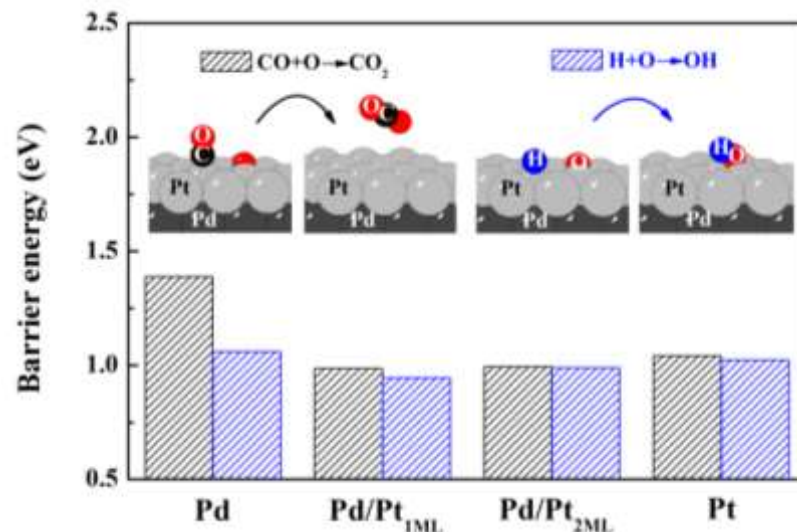 2.5
2.0
1.5
1.0
0.5
Barrier energy (eV)
CO+O→CO₂
H+O→OH
O
C
Pt
Pd
O
C
Pt
Pd
H
O
Pt
Pd
H
O
Pt
Pd
Pd
Pd/Pt₁ML
Pd/Pt₂ML
Pt